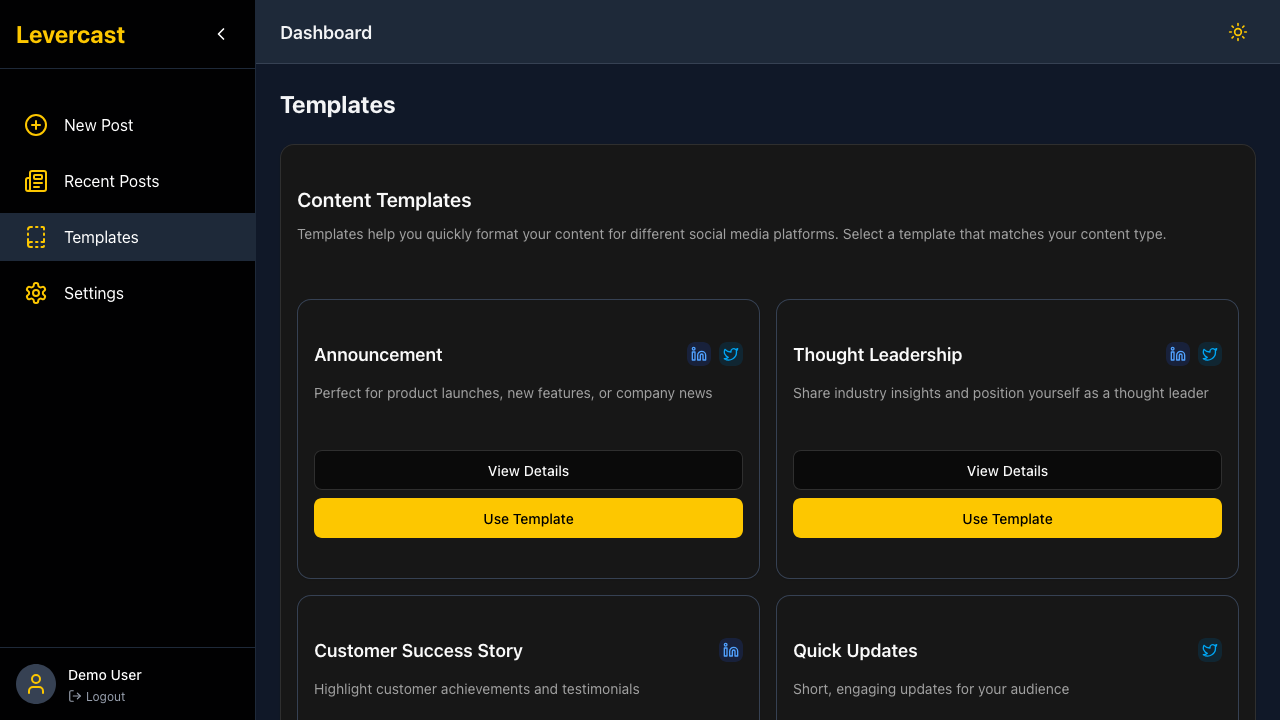 Levercast
Dashboard
New Post
Recent Posts
Templates
Settings
Demo User
Logout
Templates
Content Templates
Templates help you quickly format your content for different social media platforms. Select a template that matches your content type.
Announcement
Perfect for product launches, new features, or company news
View Details
Use Template
Thought Leadership
Share industry insights and position yourself as a thought leader
View Details
Use Template
Customer Success Story
Highlight customer achievements and testimonials
Quick Updates
Short, engaging updates for your audience